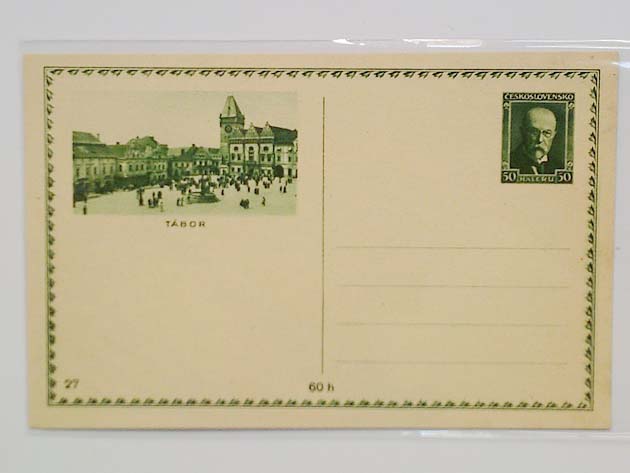 ČESKOSLOVENSKO
50 HALÉŘŮ 50
TÁBOR
27
60 h